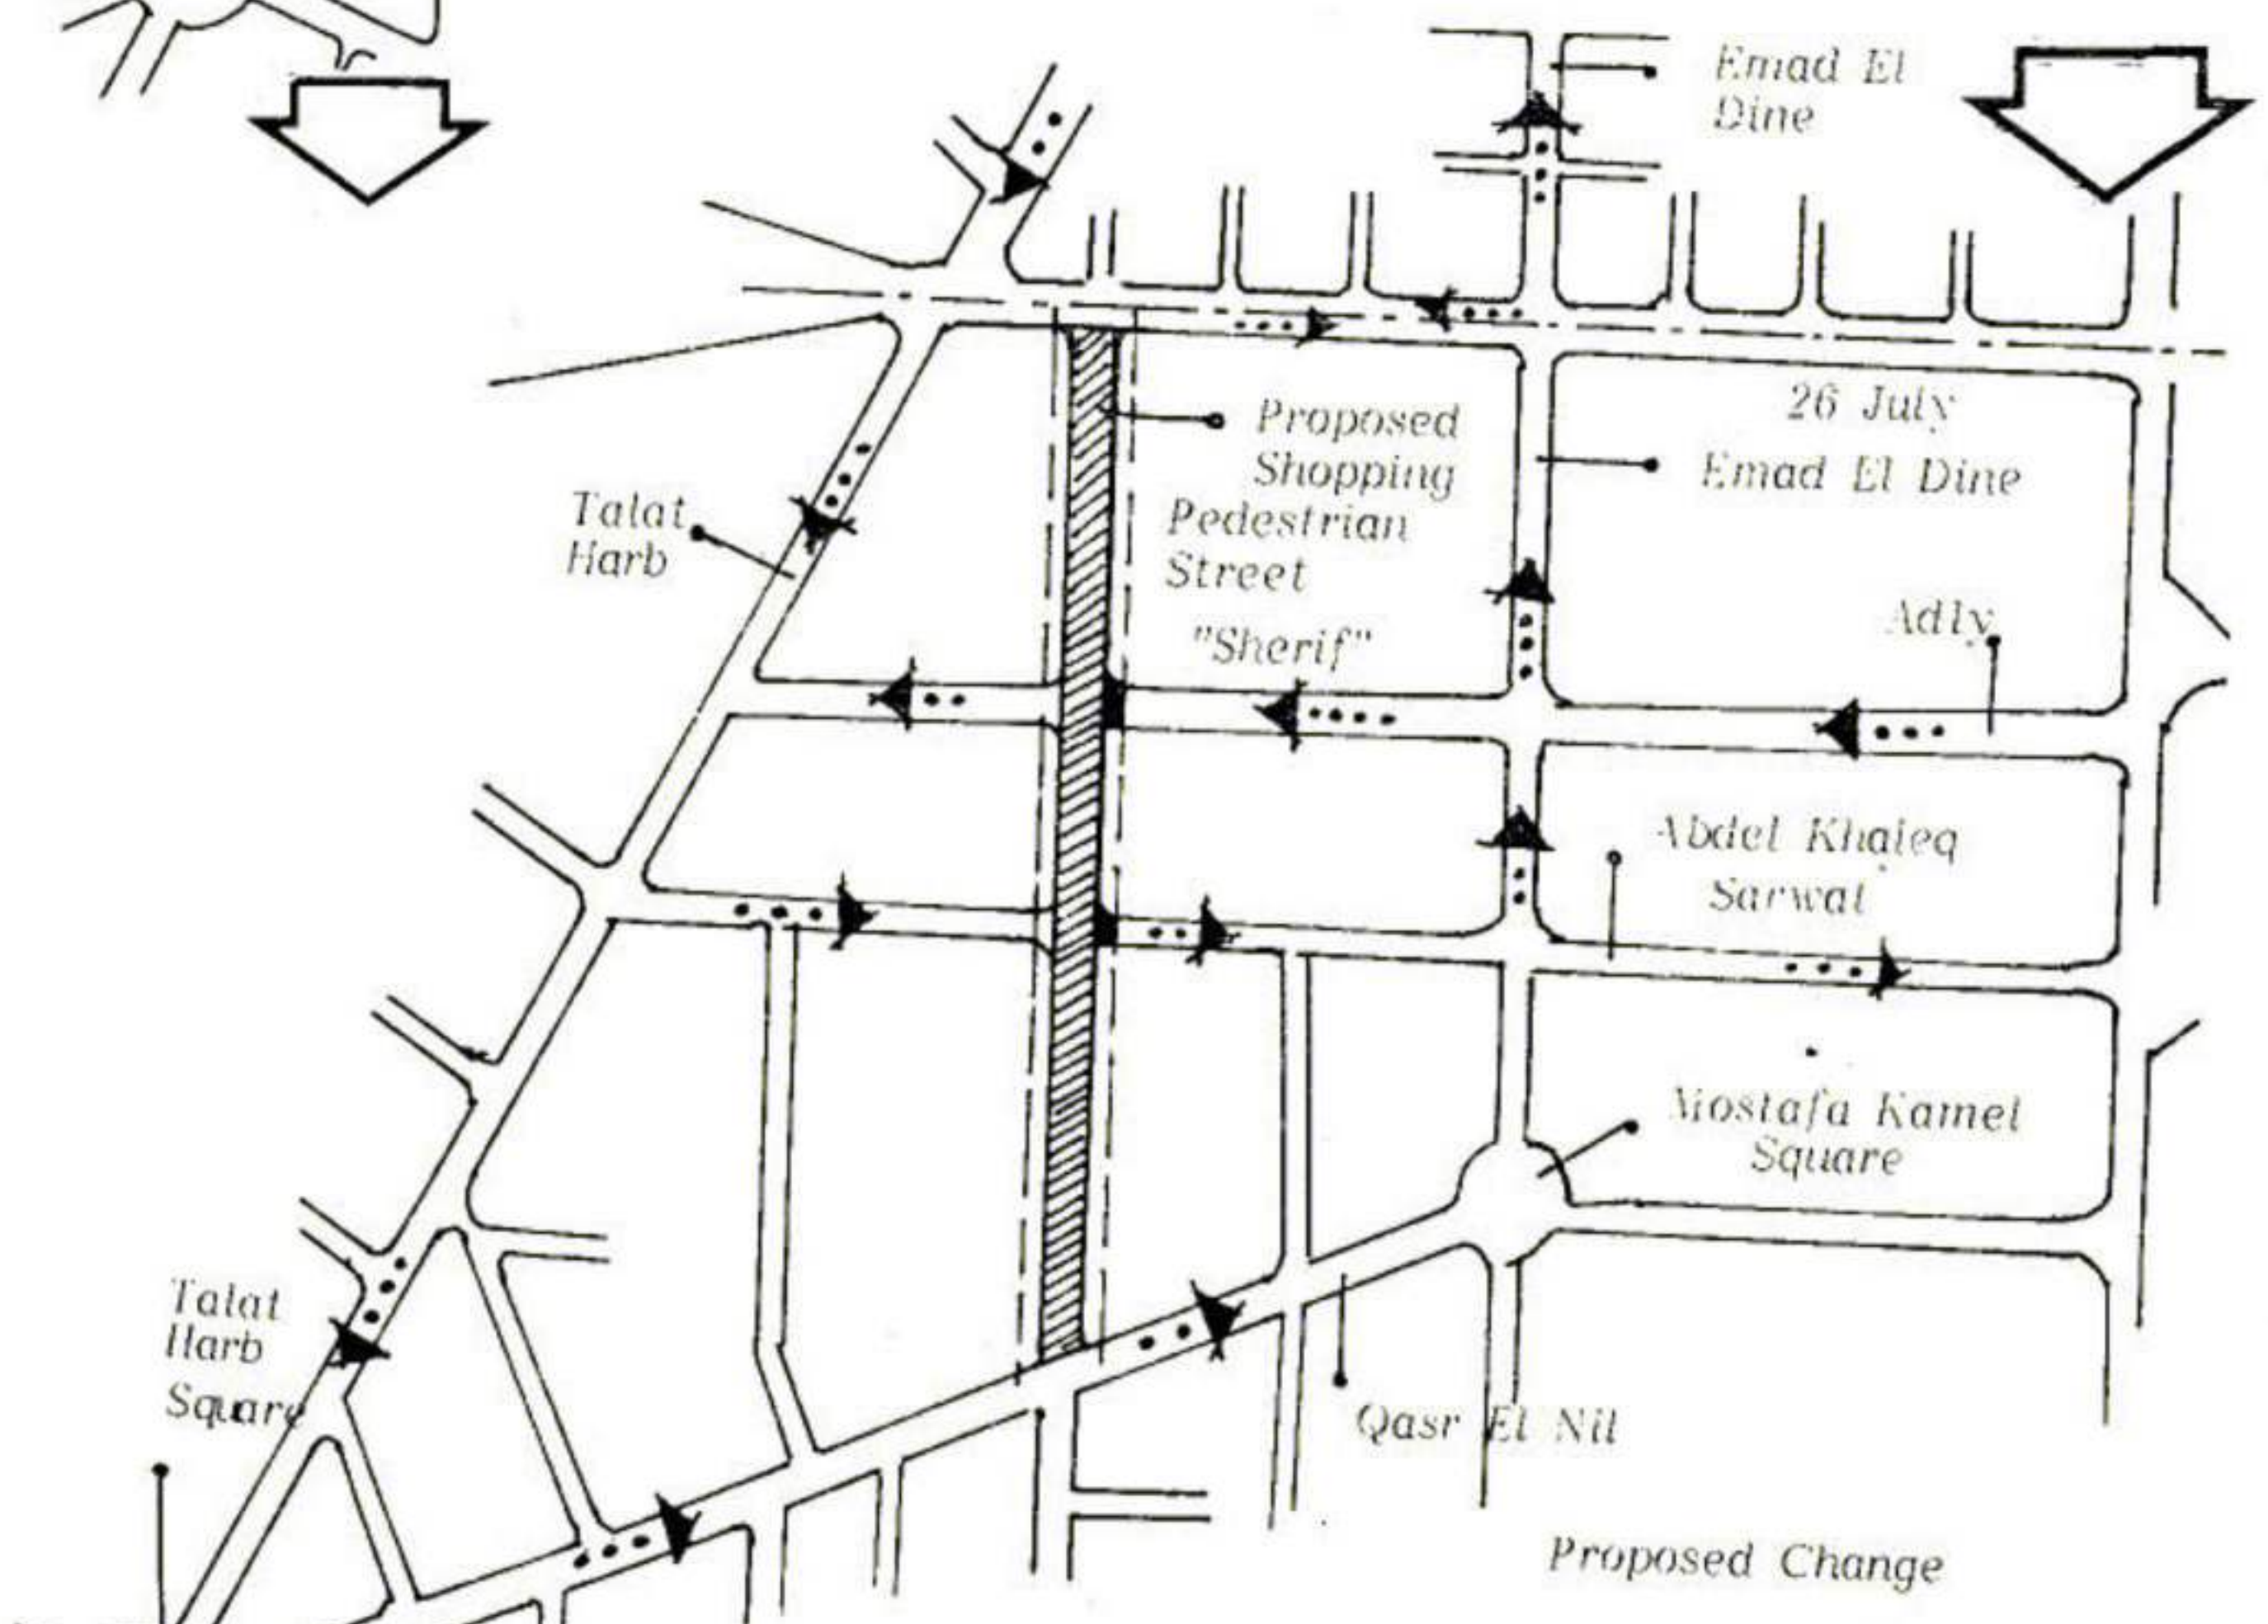 Emad El
Dine
26 July
Proposed
Shopping
Pedestrian
Street
"Sherif"
Emad El Dine
Talat
Harb
Adly
Abdel Khaleq
Sarwat
Mostafa Kamel
Square
Talat
Harb
Square
Qasr El Nil
Proposed Change